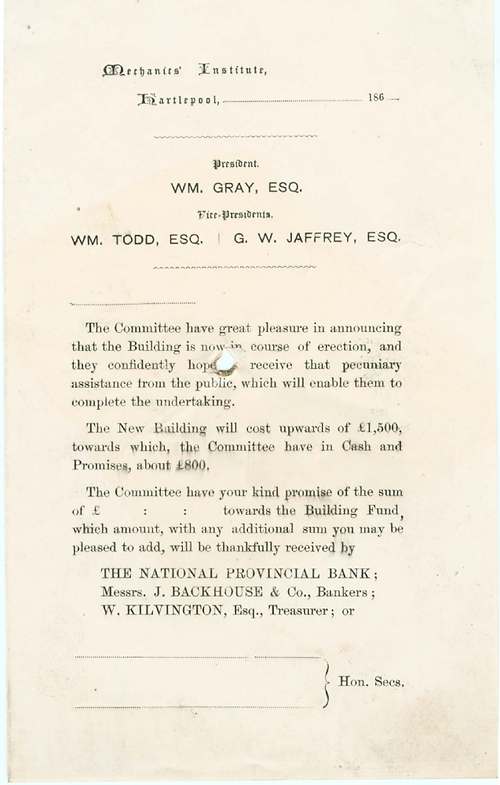 Mechanics' Institute,
Hartlepool, 186
President.
WM. GRAY, ESQ.
Vice-Presidents.
WM. TODD, ESQ. | G. W. JAFFREY, ESQ.
The Committee have great pleasure in announcing
that the Building is now in course of erection, and
they confidently hope receive that pecuniary
assistance from the public, which will enable them to
complete the undertaking.
The New Building will cost upwards of £1,500,
towards which, the Committee have in Cash and
Promises, about £800.
The Committee have your kind promise of the sum
of £ : : towards the Building Fund,
which amount, with any additional sum you may be
pleased to add, will be thankfully received by
THE NATIONAL PROVINCIAL BANK;
Messrs. J. BACKHOUSE & Co., Bankers;
W. KILVINGTON, Esq., Treasurer; or
Hon. Secs.